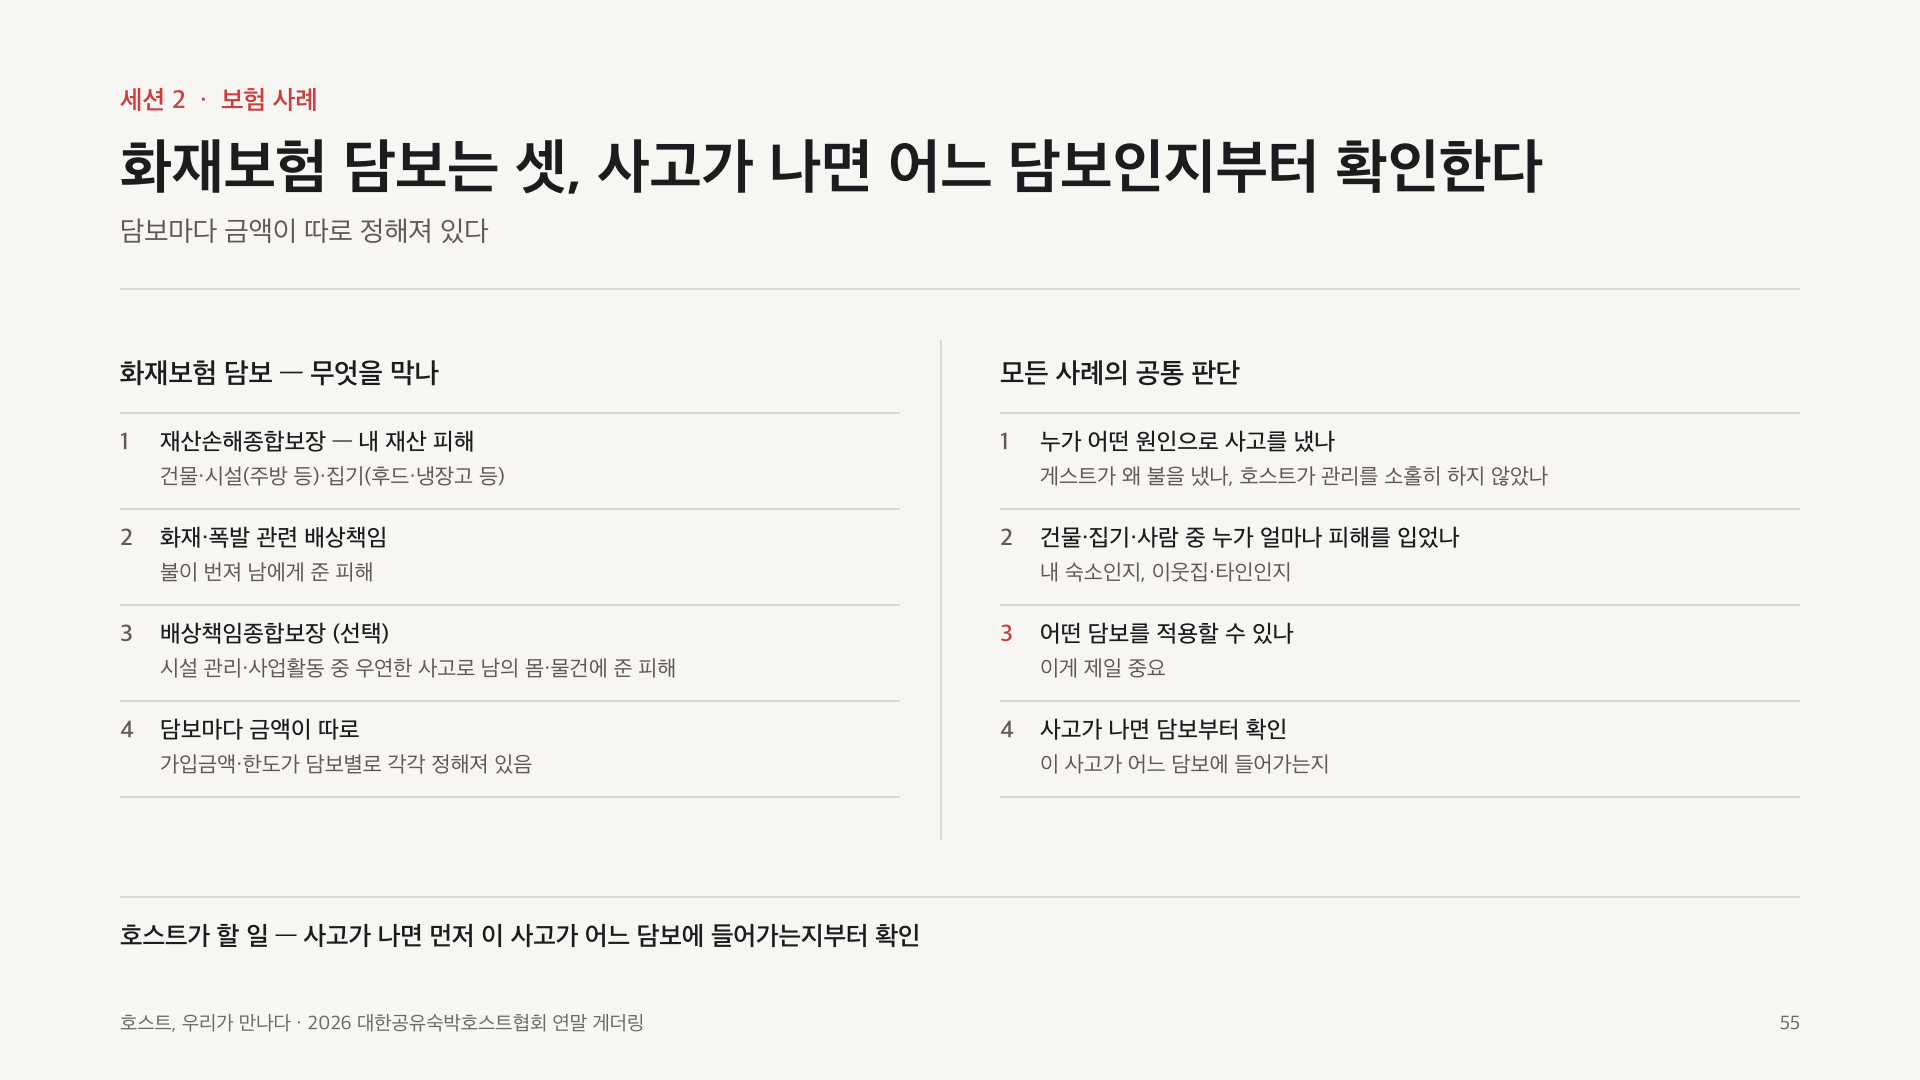 세션 2 · 보험 사례
화재보험 담보는 셋, 사고가 나면 어느 담보인지부터 확인한다
담보마다 금액이 따로 정해져 있다
화재보험 담보 — 무엇을 막나
1 재산손해종합보장 — 내 재산 피해
건물·시설(주방 등)·집기(후드·냉장고 등)
2 화재·폭발 관련 배상책임
불이 번져 남에게 준 피해
3 배상책임종합보장 (선택)
시설 관리·사업활동 중 우연한 사고로 남의 몸·물건에 준 피해
4 담보마다 금액이 따로
가입금액·한도가 담보별로 각각 정해져 있음
모든 사례의 공통 판단
1 누가 어떤 원인으로 사고를 냈나
게스트가 왜 불을 냈나, 호스트가 관리를 소홀히 하지 않았나
2 건물·집기·사람 중 누가 얼마나 피해를 입었나
내 숙소인지, 이웃집·타인인지
3 어떤 담보를 적용할 수 있나
이게 제일 중요
4 사고가 나면 담보부터 확인
이 사고가 어느 담보에 들어가는지
호스트가 할 일 — 사고가 나면 먼저 이 사고가 어느 담보에 들어가는지부터 확인
호스트, 우리가 만나다 · 2026 대한공유숙박호스트협회 연말 게더링
55